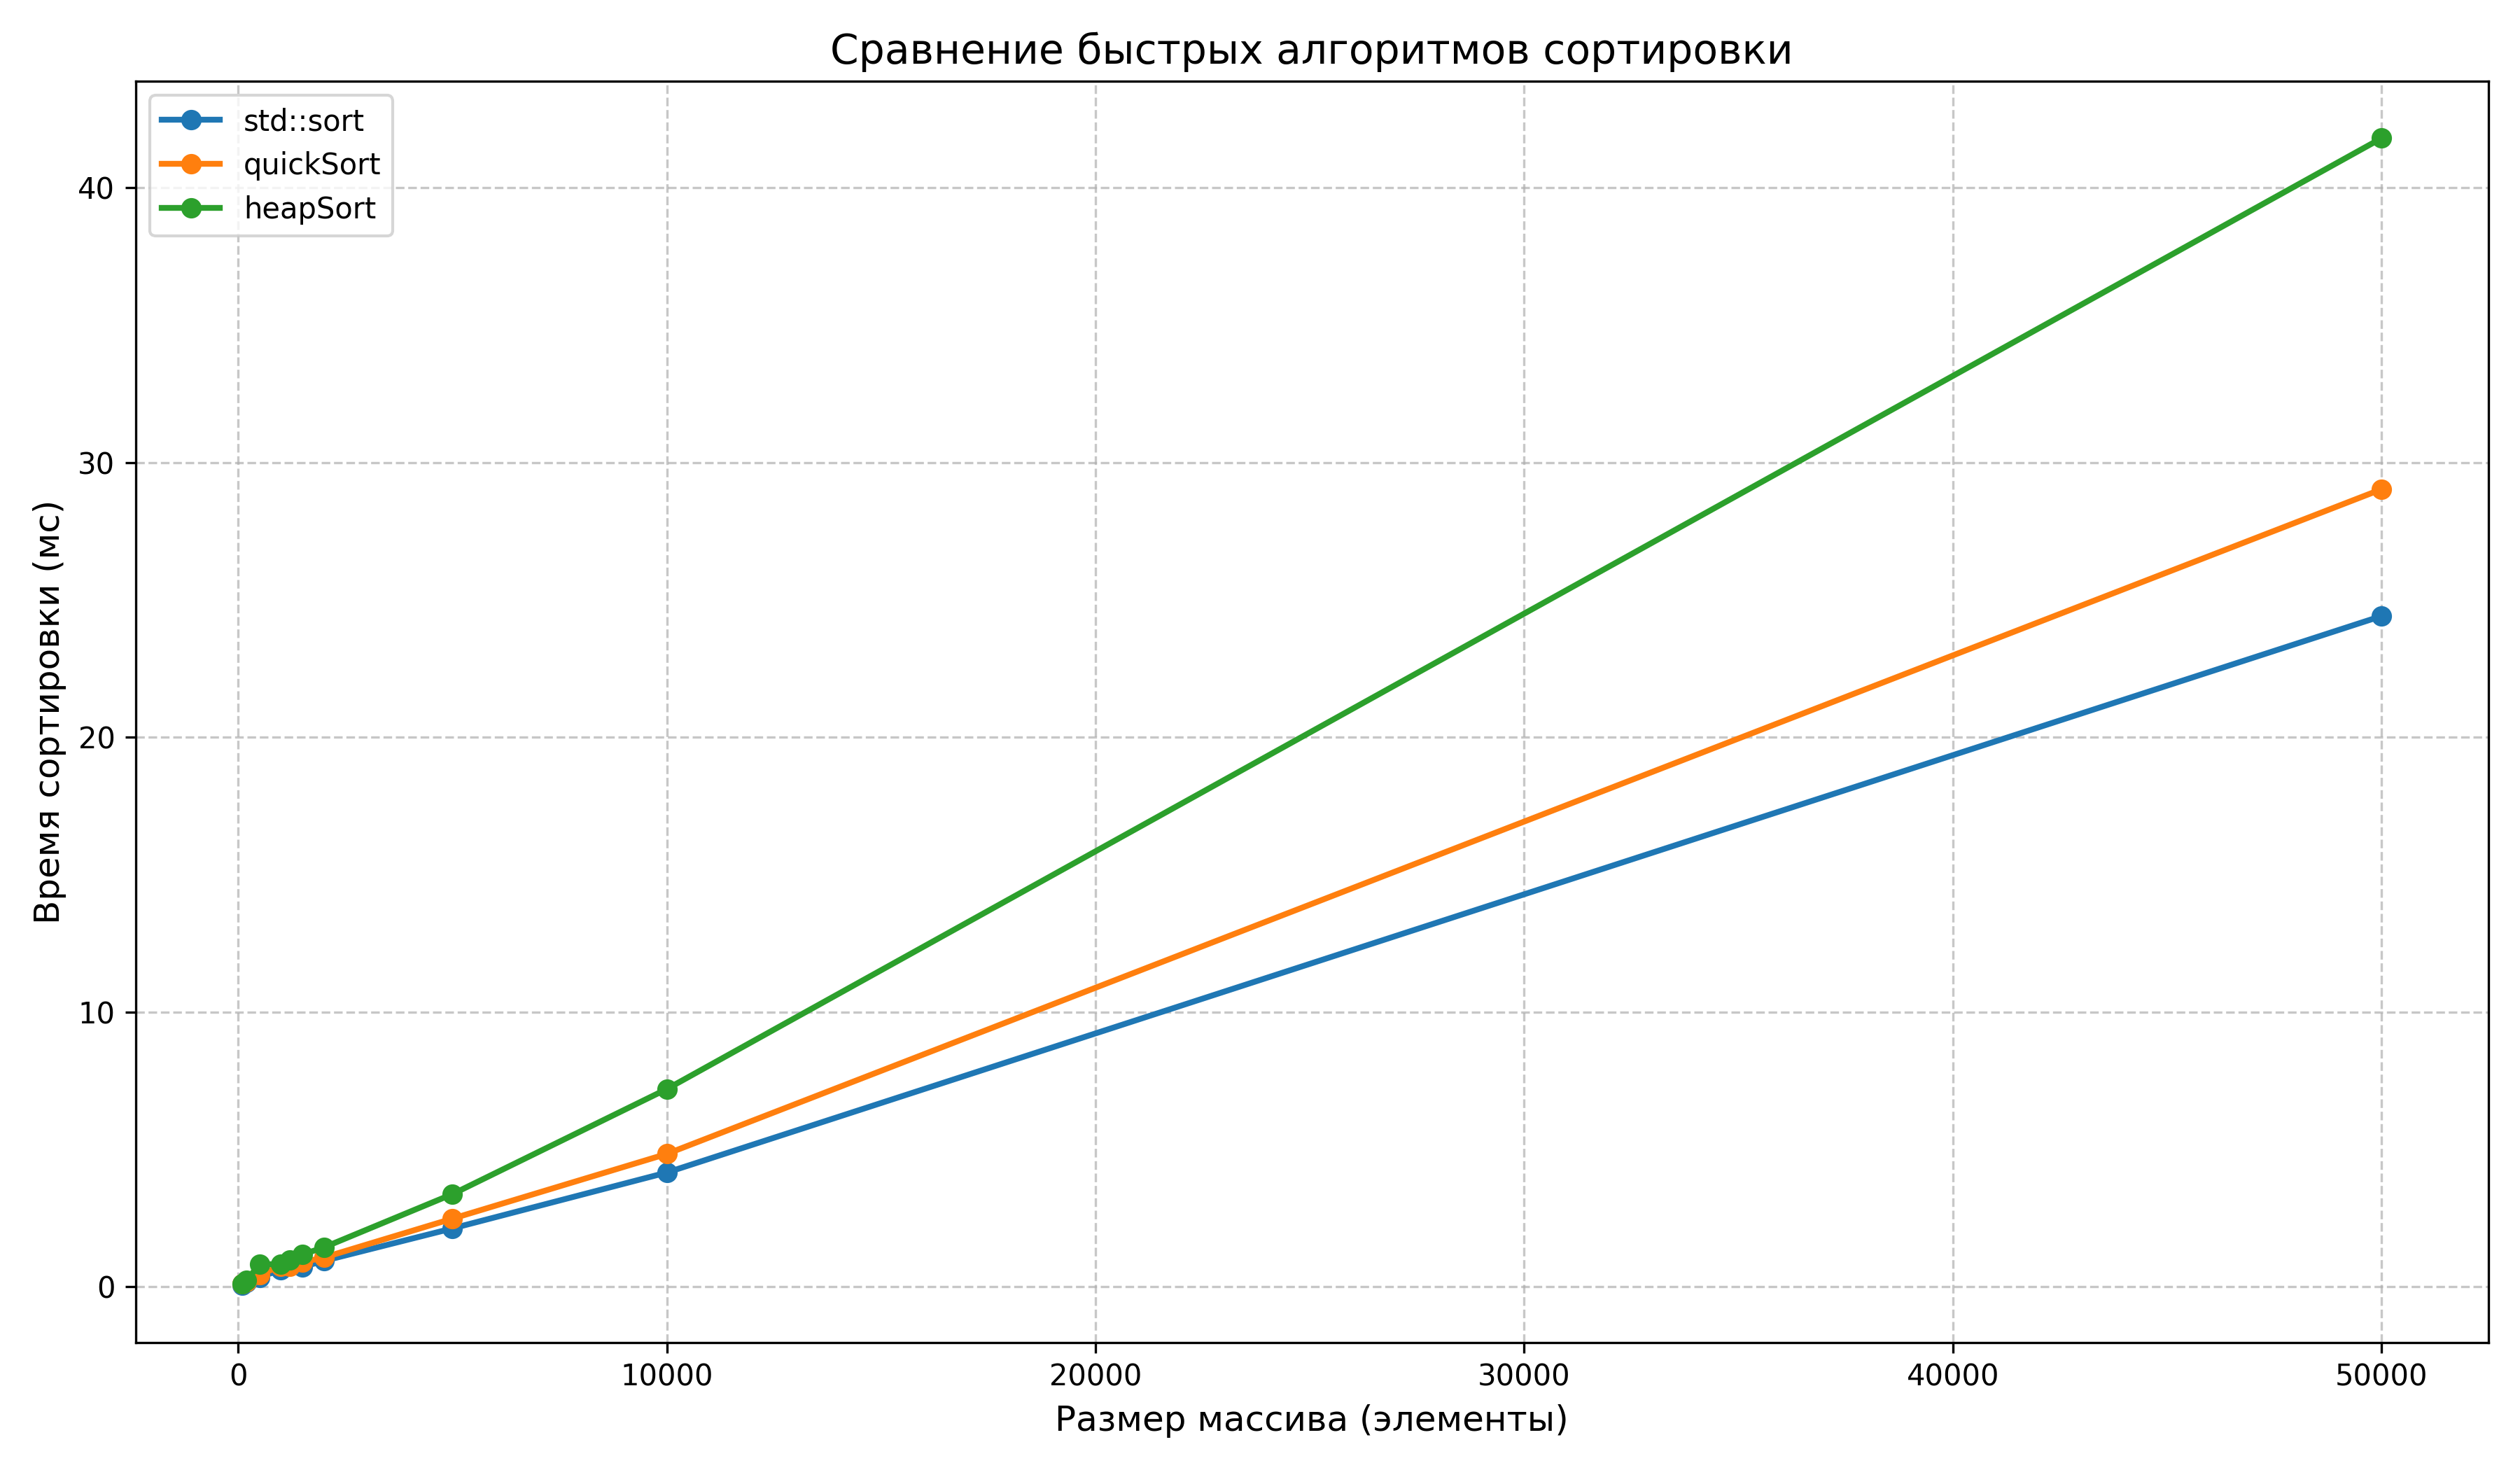 Сравнение быстрых алгоритмов сортировки
std::sort
quickSort
heapSort
Время сортировки (мс)
40
30
20
10
0
0 10000 20000 30000 40000 50000
Размер массива (элементы)